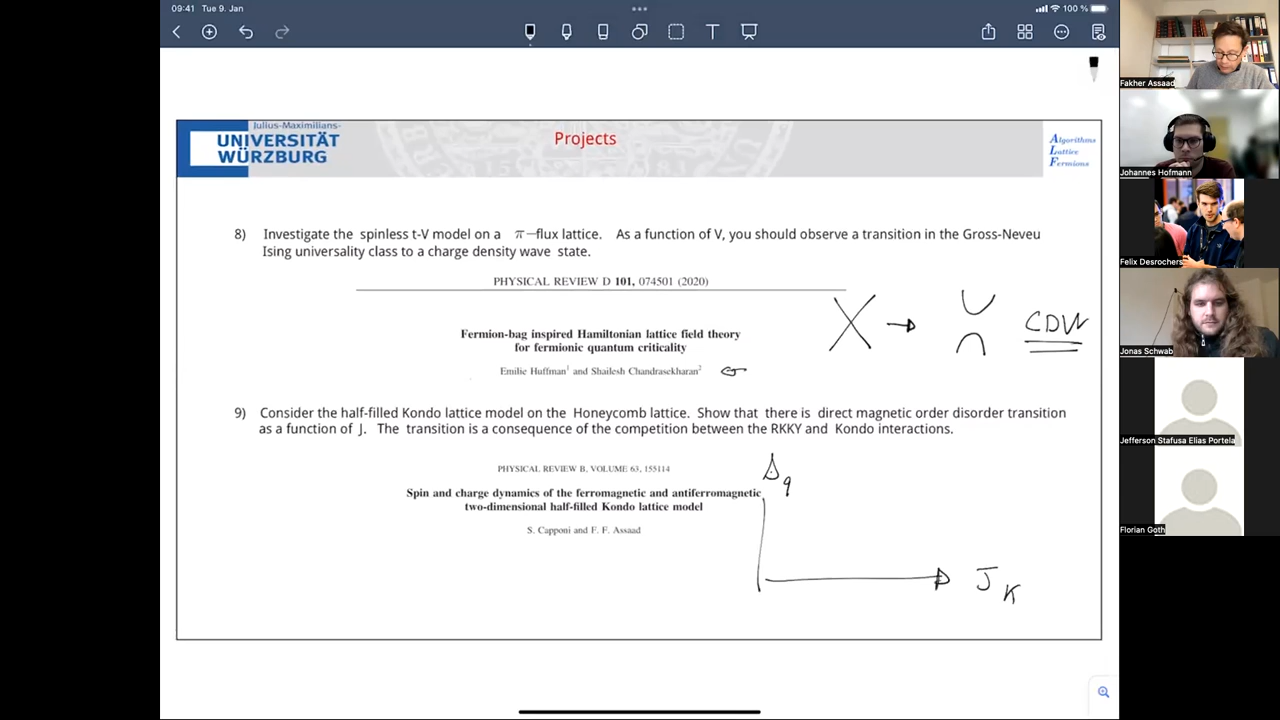 09:41 Tue 9. Jan
100 %
Julius-Maximilians-
UNIVERSITÄT
WÜRZBURG
Projects
Algorithms
Lattice
Fermions
8) Investigate the spinless t-V model on a π-flux lattice. As a function of V, you should observe a transition in the Gross-Neveu
Ising universality class to a charge density wave state.
PHYSICAL REVIEW D 101, 074501 (2020)
Fermion-bag inspired Hamiltonian lattice field theory
for fermionic quantum criticality
Emilie Huffman¹ and Shailesh Chandrasekharan²
CDW
9) Consider the half-filled Kondo lattice model on the Honeycomb lattice. Show that there is direct magnetic order disorder transition
as a function of J. The transition is a consequence of the competition between the RKKY and Kondo interactions.
PHYSICAL REVIEW B, VOLUME 63, 155114
Spin and charge dynamics of the ferromagnetic and antiferromagnetic
two-dimensional half-filled Kondo lattice model
S. Capponi and F. F. Assaad
Δq
J K
Fakher Assaad
Johannes Hofmann
Felix Desrochers
Jonas Schwab
Jefferson Stafusa Elias Portela
Florian Goth